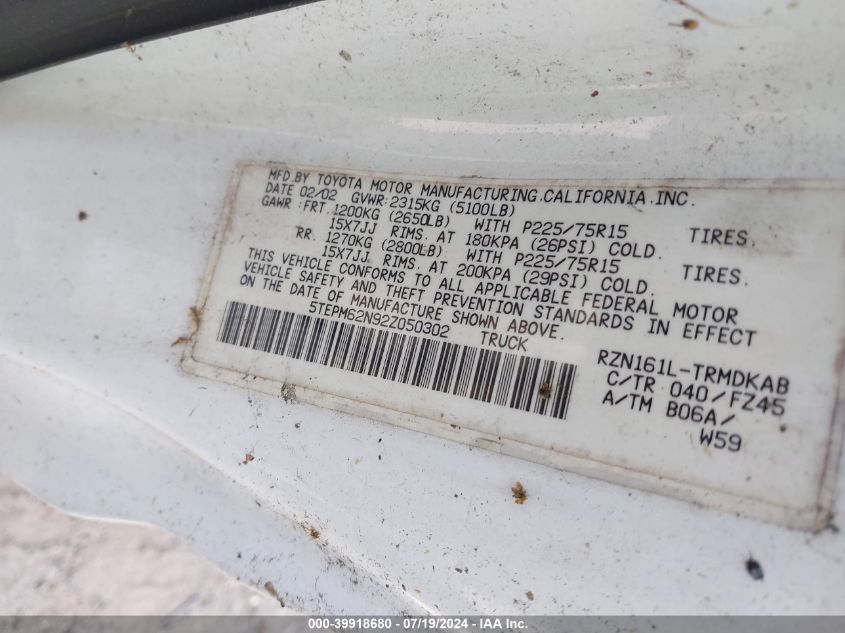 MFD.BY TOYOTA MOTOR MANUFACTURING,CALIFORNIA,INC.
DATE 02/02 GVWR:2315KG (5100LB)
GAWR :FRT.1200KG (2650LB) WITH P225/75R15 TIRES.
15X7JJ RIMS. AT 180KPA (26PSI) COLD.
RR. 1270KG (2800LB) WITH P225/75R15 TIRES.
15X7JJ RIMS. AT 200KPA (29PSI) COLD.
THIS VEHICLE CONFORMS TO ALL APPLICABLE FEDERAL MOTOR
VEHICLE SAFETY AND THEFT PREVENTION STANDARDS IN EFFECT
ON THE DATE OF MANUFACTURE SHOWN ABOVE.
5TEPM62N92Z050302 TRUCK
RZN161L-TRMDKAB
C/TR 040/FZ45
A/TM B06A/
W59
000-39918680 - 07/19/2024 - IAAI.COM